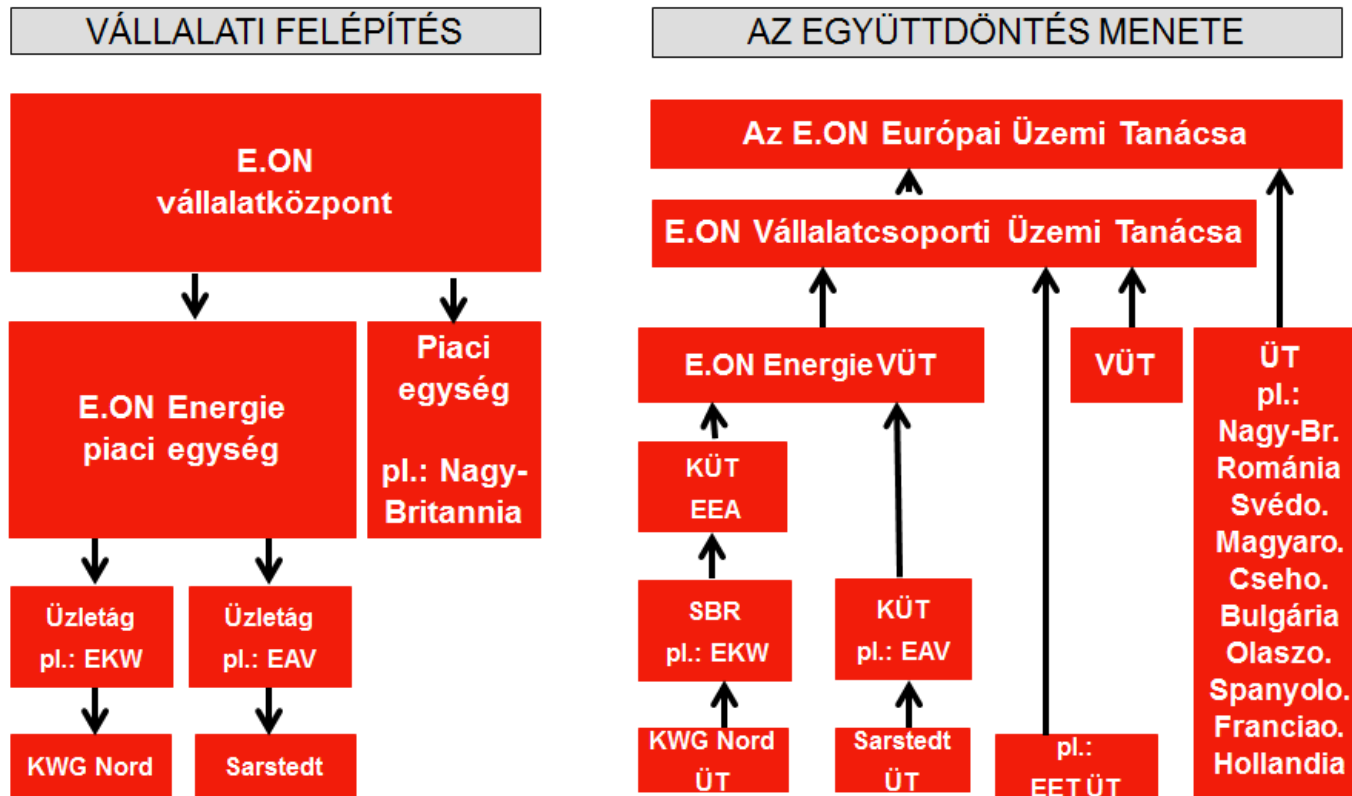 VÁLLALATI FELÉPÍTÉS
E.ON
vállalatközpont
E.ON Energie
piaci egység
Piaci
egység
pl.: Nagy-
Britannia
Üzletág
pl.: EKW
Üzletág
pl.: EAV
KWG Nord
Sarstedt
AZ EGYÜTTDÖNTÉS MENETE
Az E.ON Európai Üzemi Tanácsa
E.ON Vállalatcsoporti Üzemi Tanácsa
E.ON Energie VÜT
VÜT
ÜT
pl.:
Nagy-Br.
Románia
Svédo.
Magyaro.
Cseho.
Bulgária
Olaszo.
Spanyolo.
Franciao.
Hollandia
KÜT
EEA
SBR
pl.: EKW
KÜT
pl.: EAV
KWG Nord
ÜT
Sarstedt
ÜT
pl.:
EET ÜT